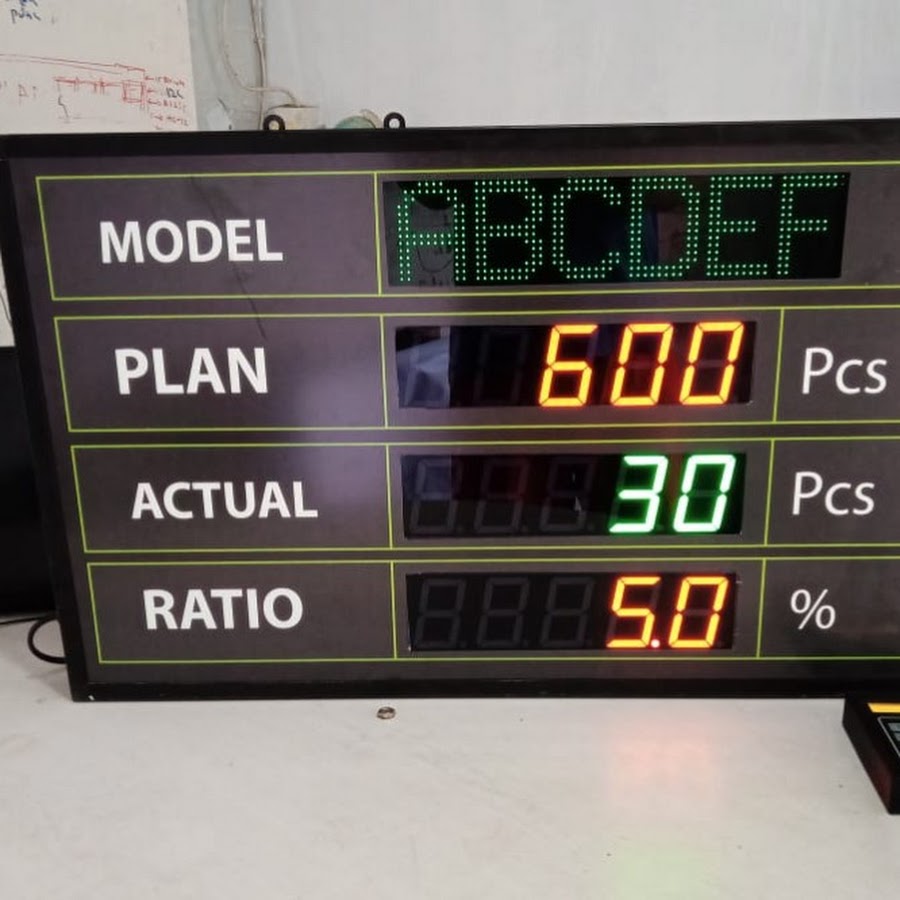 MODEL ABCDEF
PLAN 600 Pcs
ACTUAL 30 Pcs
RATIO 5.0 %